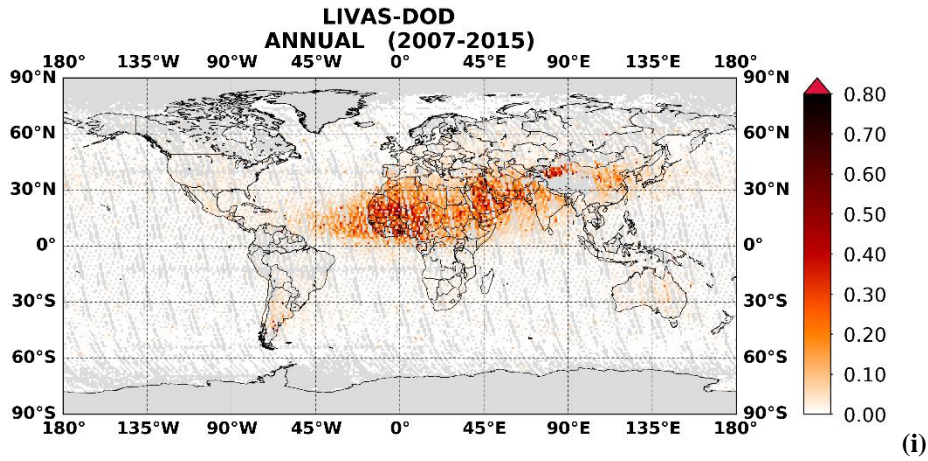 LIVAS-DOD
ANNUAL (2007-2015)
180° 135°W 90°W 45°W 0° 45°E 90°E 135°E 180°
90°N 90°N
60°N 60°N
30°N 30°N
0° 0°
30°S 30°S
60°S 60°S
90°S 90°S
180° 135°W 90°W 45°W 0° 45°E 90°E 135°E 180°
0.80
0.70
0.60
0.50
0.40
0.30
0.20
0.10
0.00
(i)